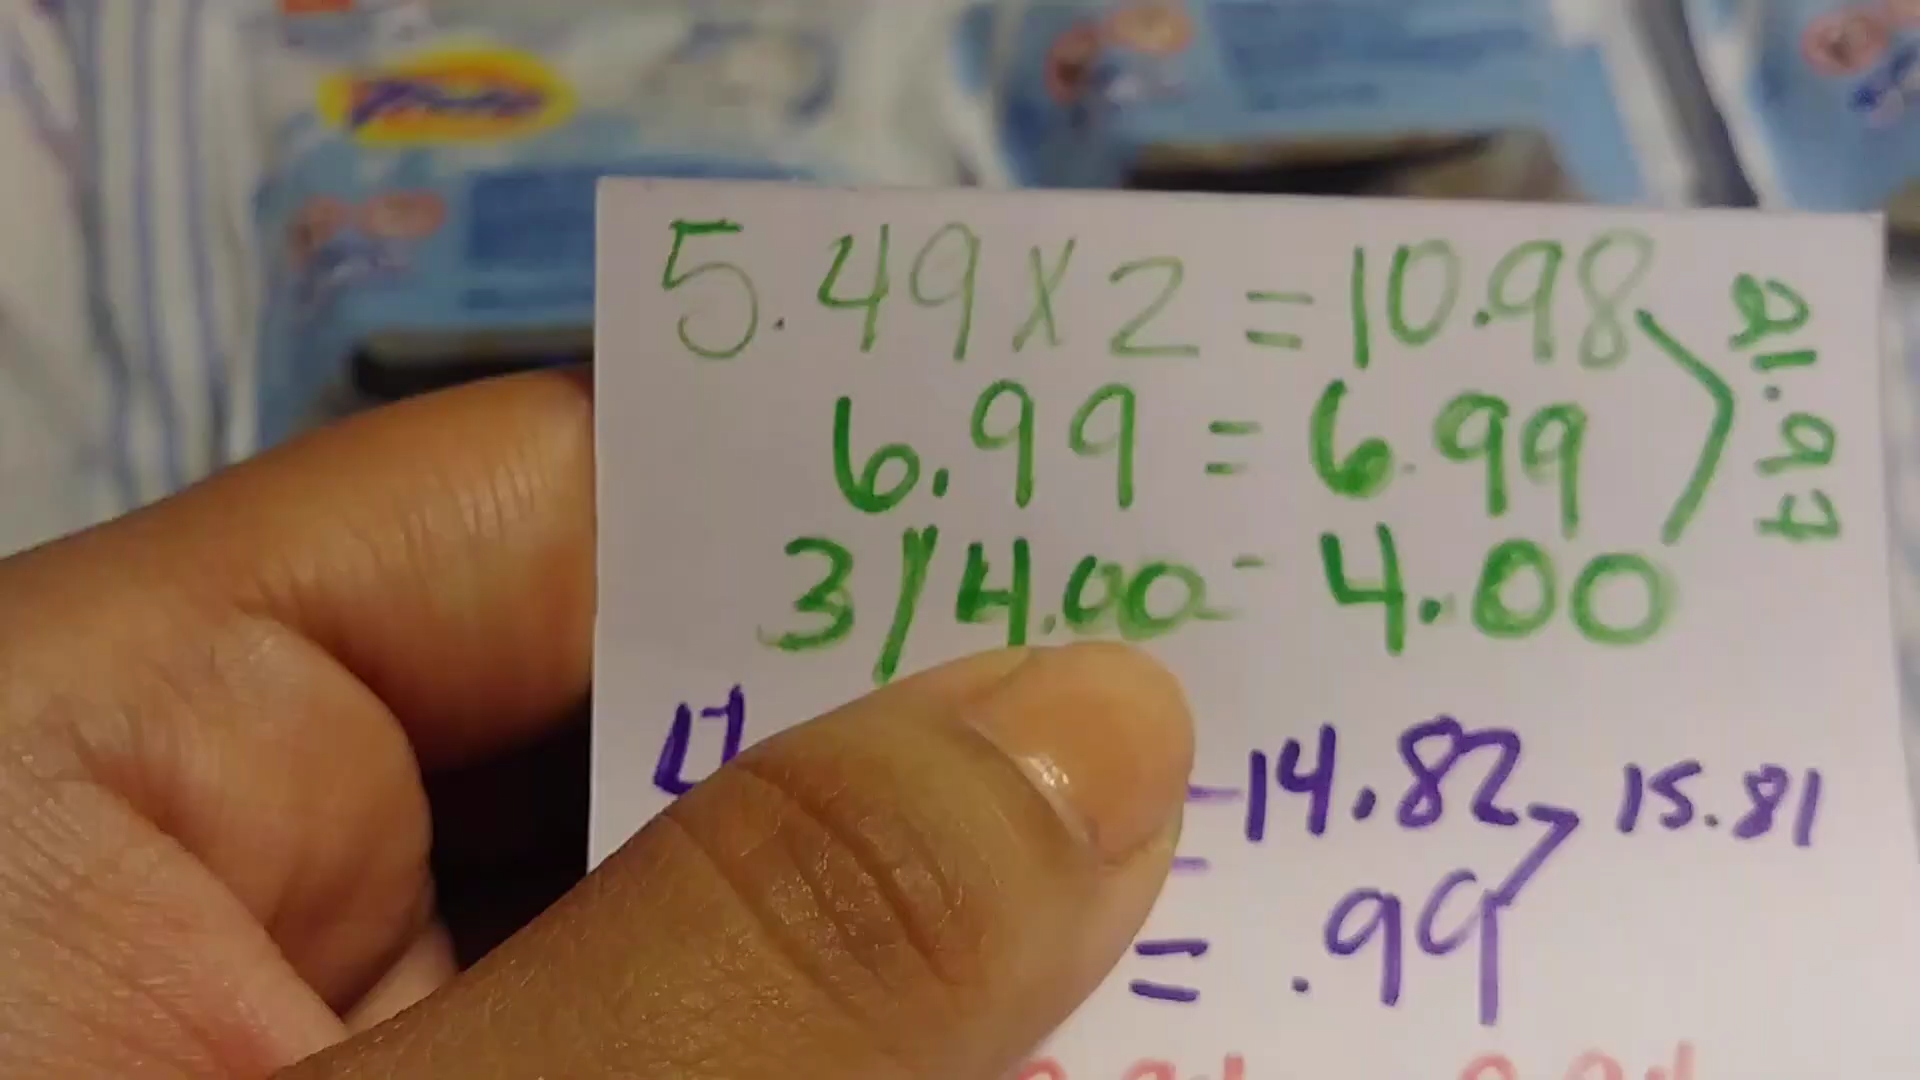 5.49 x 2 = 10.98
6.99 = 6.99
3/4.00 = 4.00
21.97
14.82
15.81
= .99